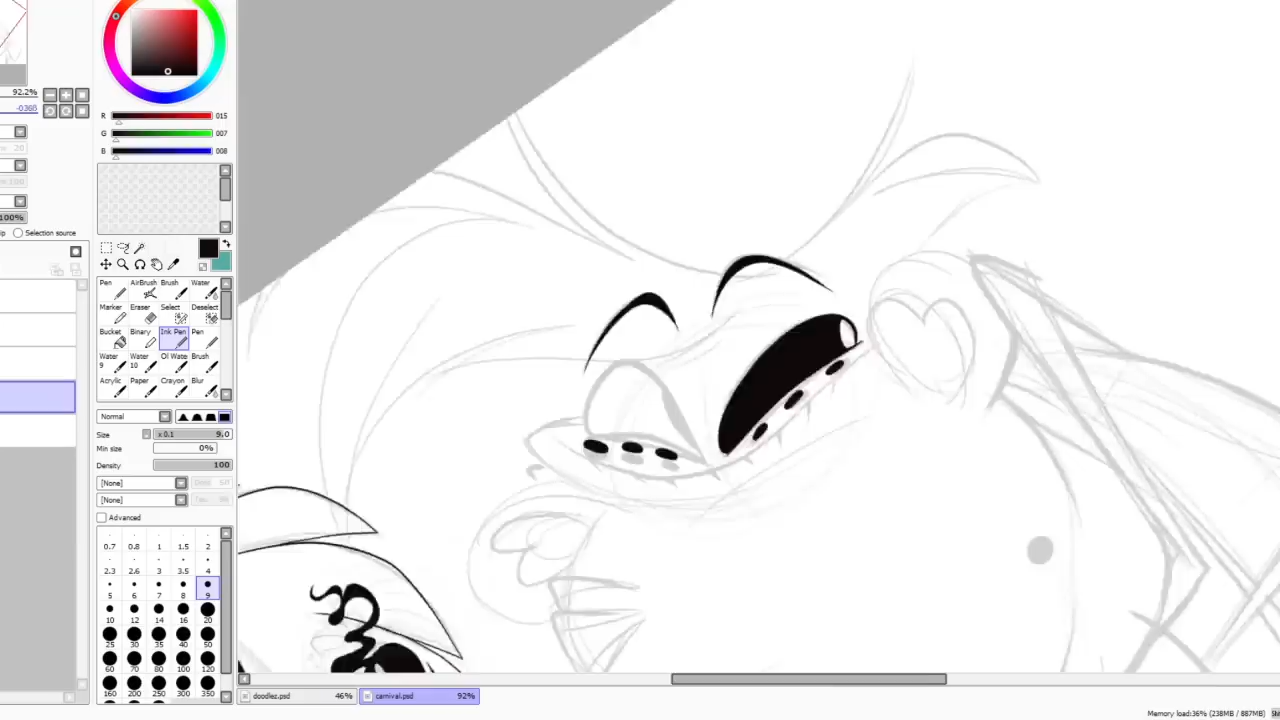 92.2%
-0368
R 015
G 007
B 008
100%
Selection source
Pen AirBrush Brush Water
Marker Eraser Select Deselect
Bucket Binary Ink Pen Pen
Water 9 Water 10 Oil Wate Brush
Acrylic Paper Crayon Blur
Normal
Size x 0.1 9.0
Min size 0%
Density 100
[None]
[None]
Advanced
0.7 0.8 1 1.5 2
2.3 2.6 3 3.5 4
5 6 7 8 9
10 12 14 16 20
25 30 35 40 50
60 70 80 100 120
160 200 250 300 350
doodlez.psd 46% carnival.psd 92%
Memory load:36% (238MB / 887MB)